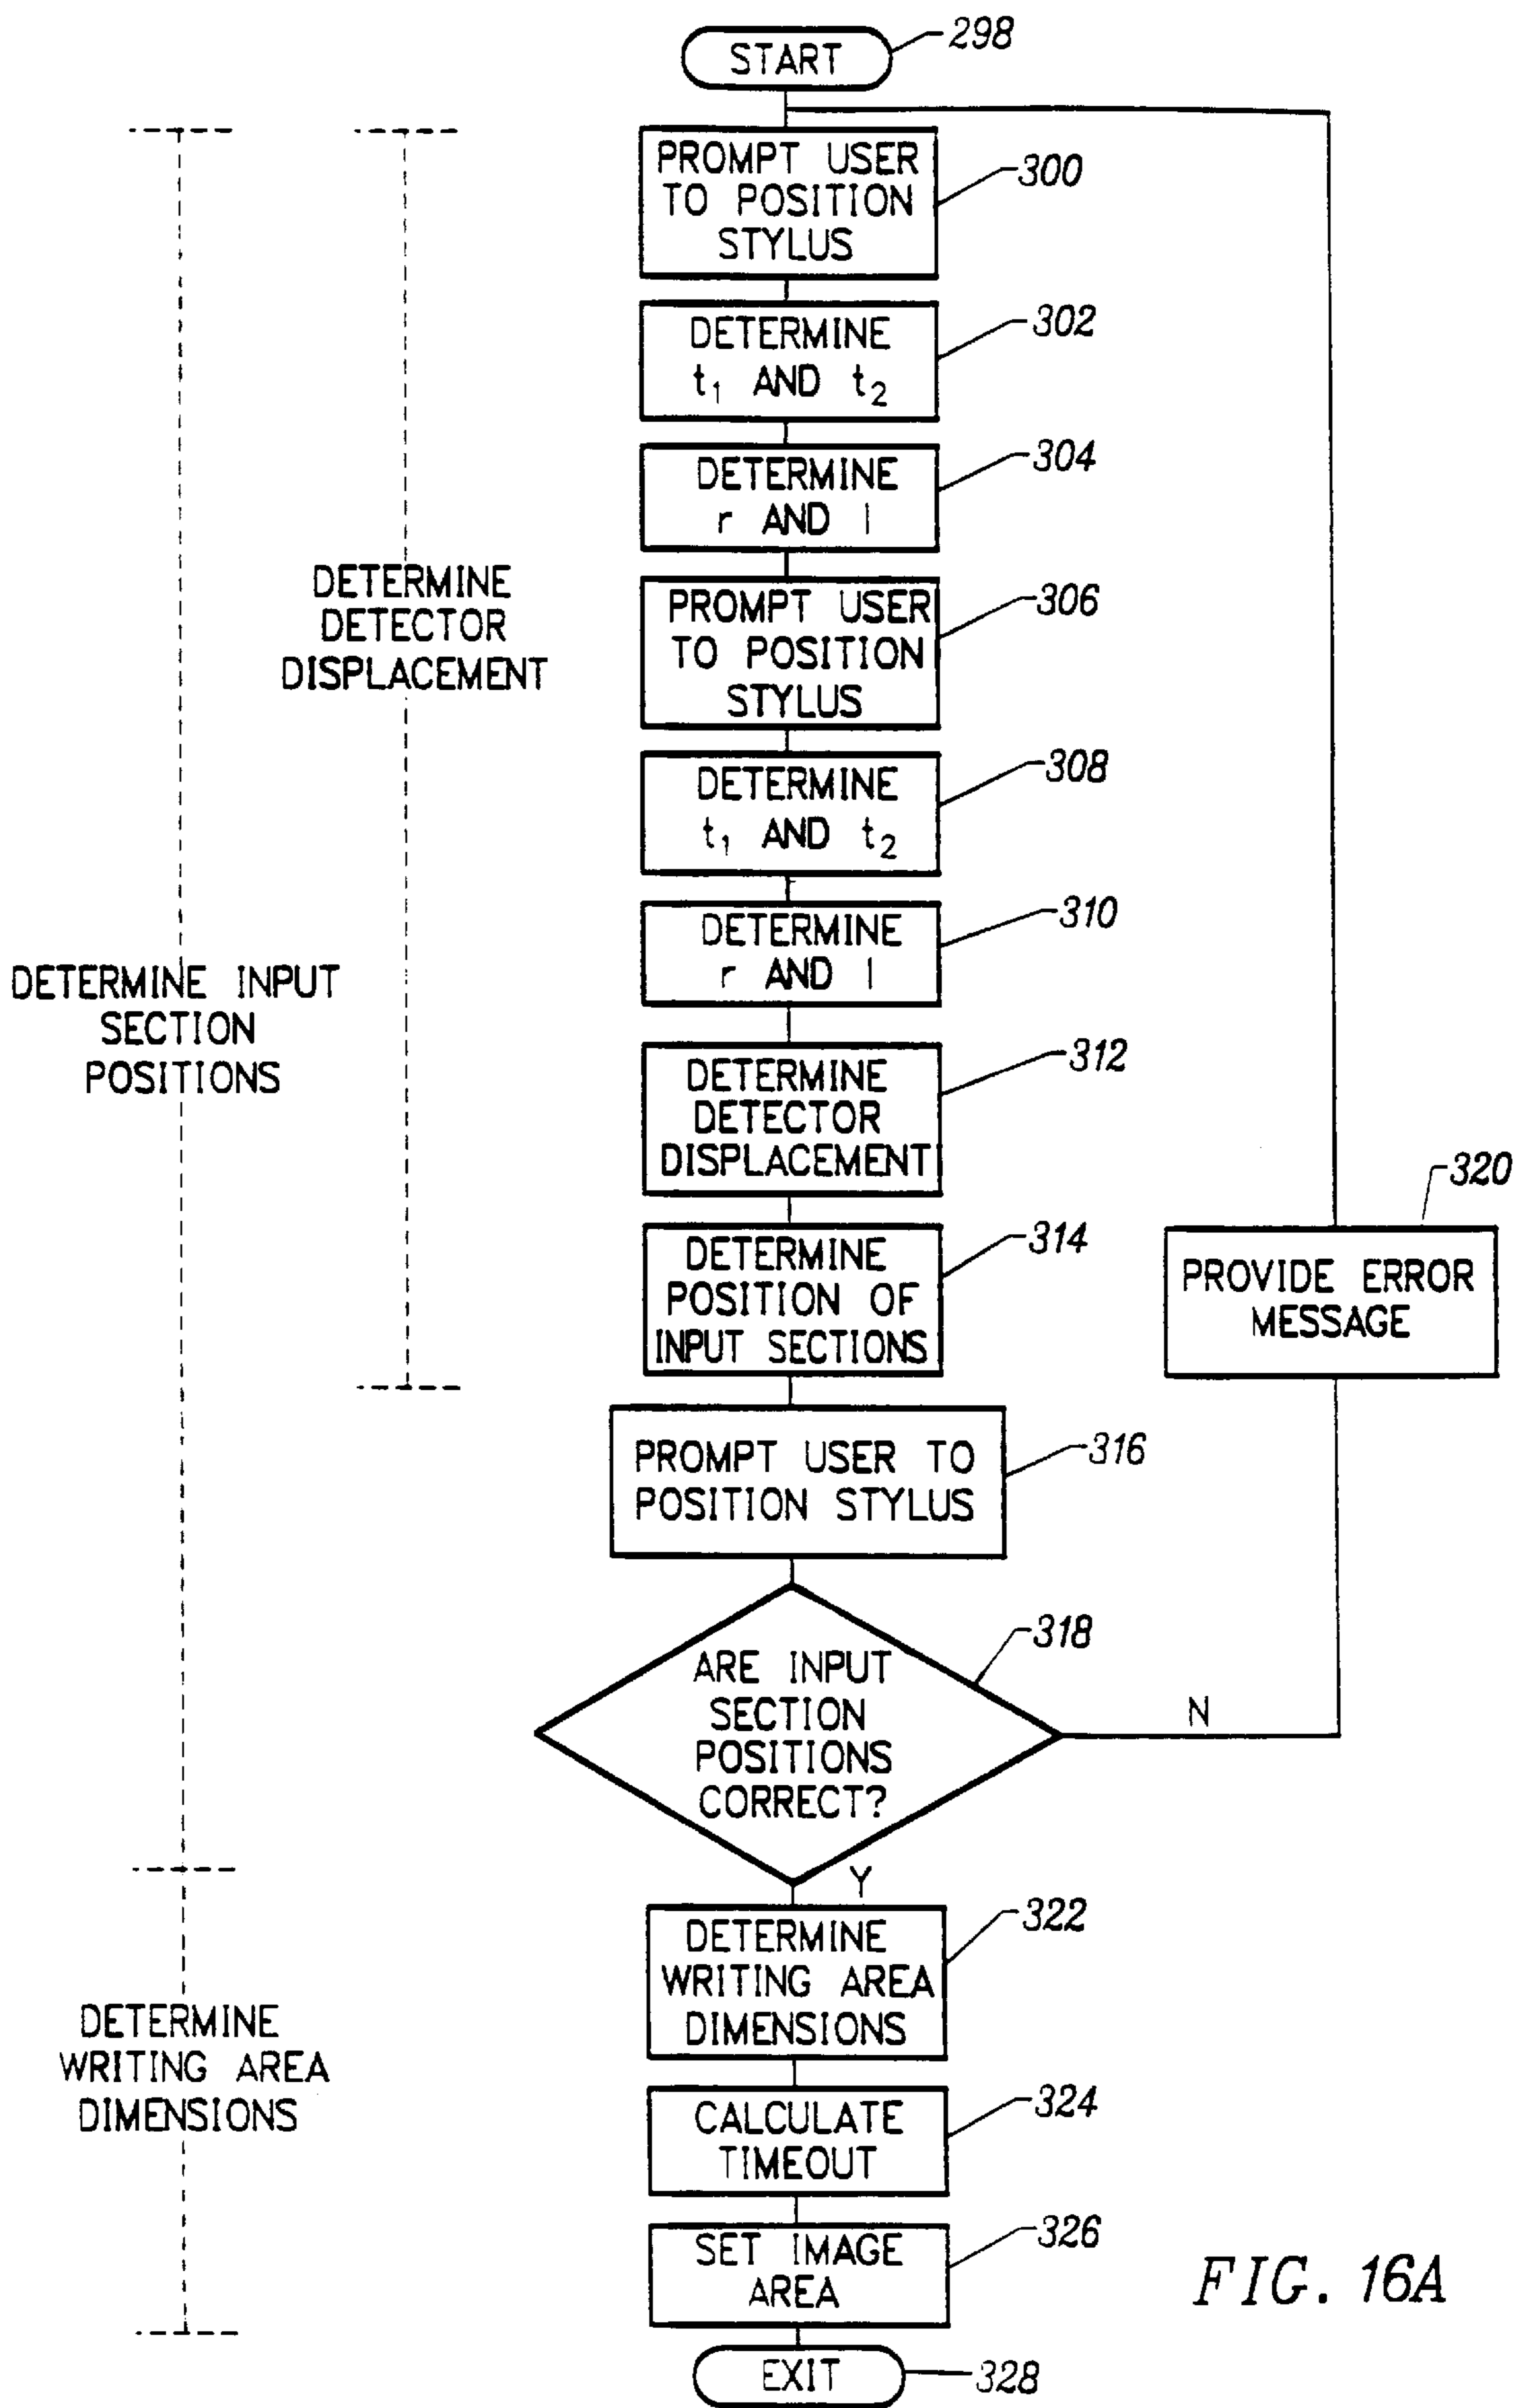 START
298
PROMPT USER
TO POSITION
STYLUS
300
DETERMINE
t₁ AND t₂
302
DETERMINE
r AND l
304
PROMPT USER
TO POSITION
STYLUS
306
DETERMINE
DETECTOR
DISPLACEMENT
DETERMINE
t₁ AND t₂
308
DETERMINE
r AND l
310
DETERMINE INPUT
SECTION
POSITIONS
DETERMINE
DETECTOR
DISPLACEMENT
312
DETERMINE
POSITION OF
INPUT SECTIONS
314
PROVIDE ERROR
MESSAGE
320
PROMPT USER TO
POSITION STYLUS
316
ARE INPUT
SECTION
POSITIONS
CORRECT?
318
N
Y
DETERMINE
WRITING AREA
DIMENSIONS
322
DETERMINE
WRITING AREA
DIMENSIONS
CALCULATE
TIMEOUT
324
SET IMAGE
AREA
326
EXIT
328
FIG. 16A